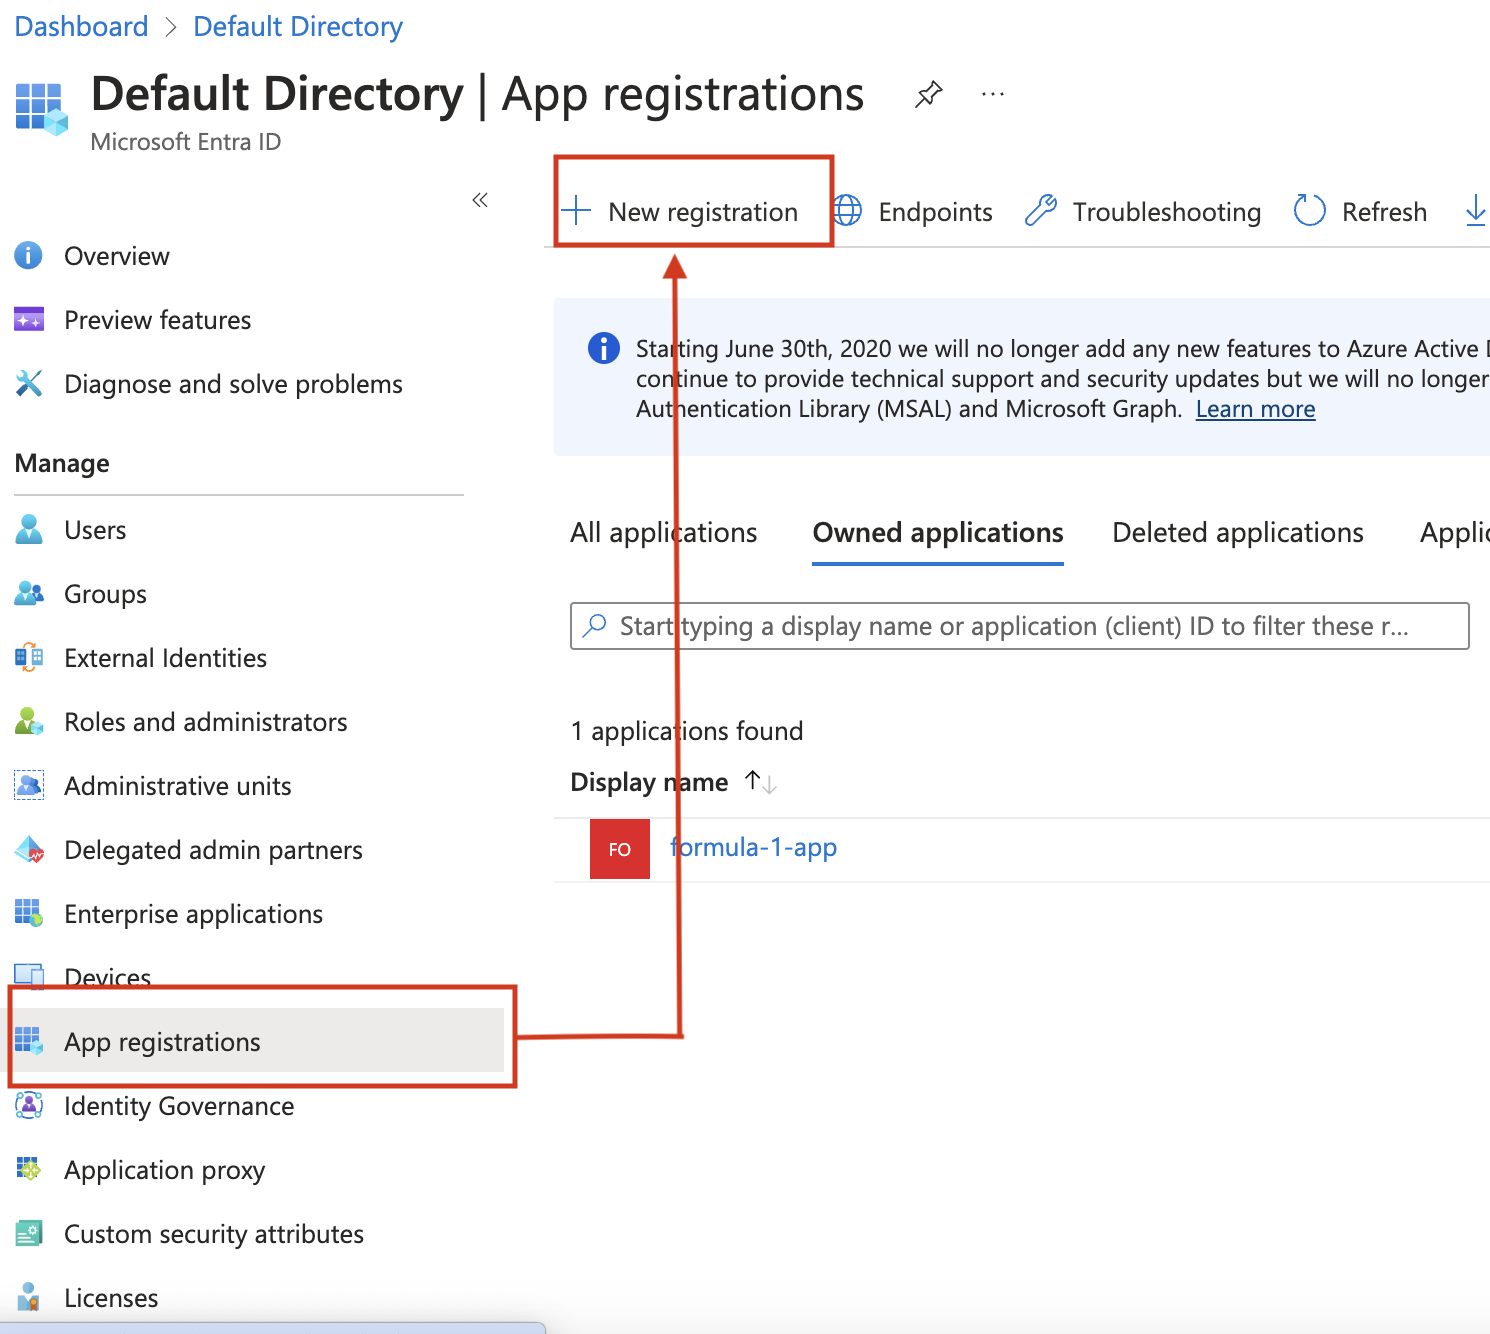 Dashboard > Default Directory
Default Directory | App registrations
Microsoft Entra ID
New registration
Endpoints
Troubleshooting
Refresh
Overview
Preview features
Diagnose and solve problems
Manage
Users
Groups
External Identities
Roles and administrators
Administrative units
Delegated admin partners
Enterprise applications
Devices
App registrations
Identity Governance
Application proxy
Custom security attributes
Licenses
Starting June 30th, 2020 we will no longer add any new features to Azure Active
continue to provide technical support and security updates but we will no longer
Authentication Library (MSAL) and Microsoft Graph. Learn more
All applications
Owned applications
Deleted applications
Start typing a display name or application (client) ID to filter these r...
1 applications found
Display name
FO
formula-1-app